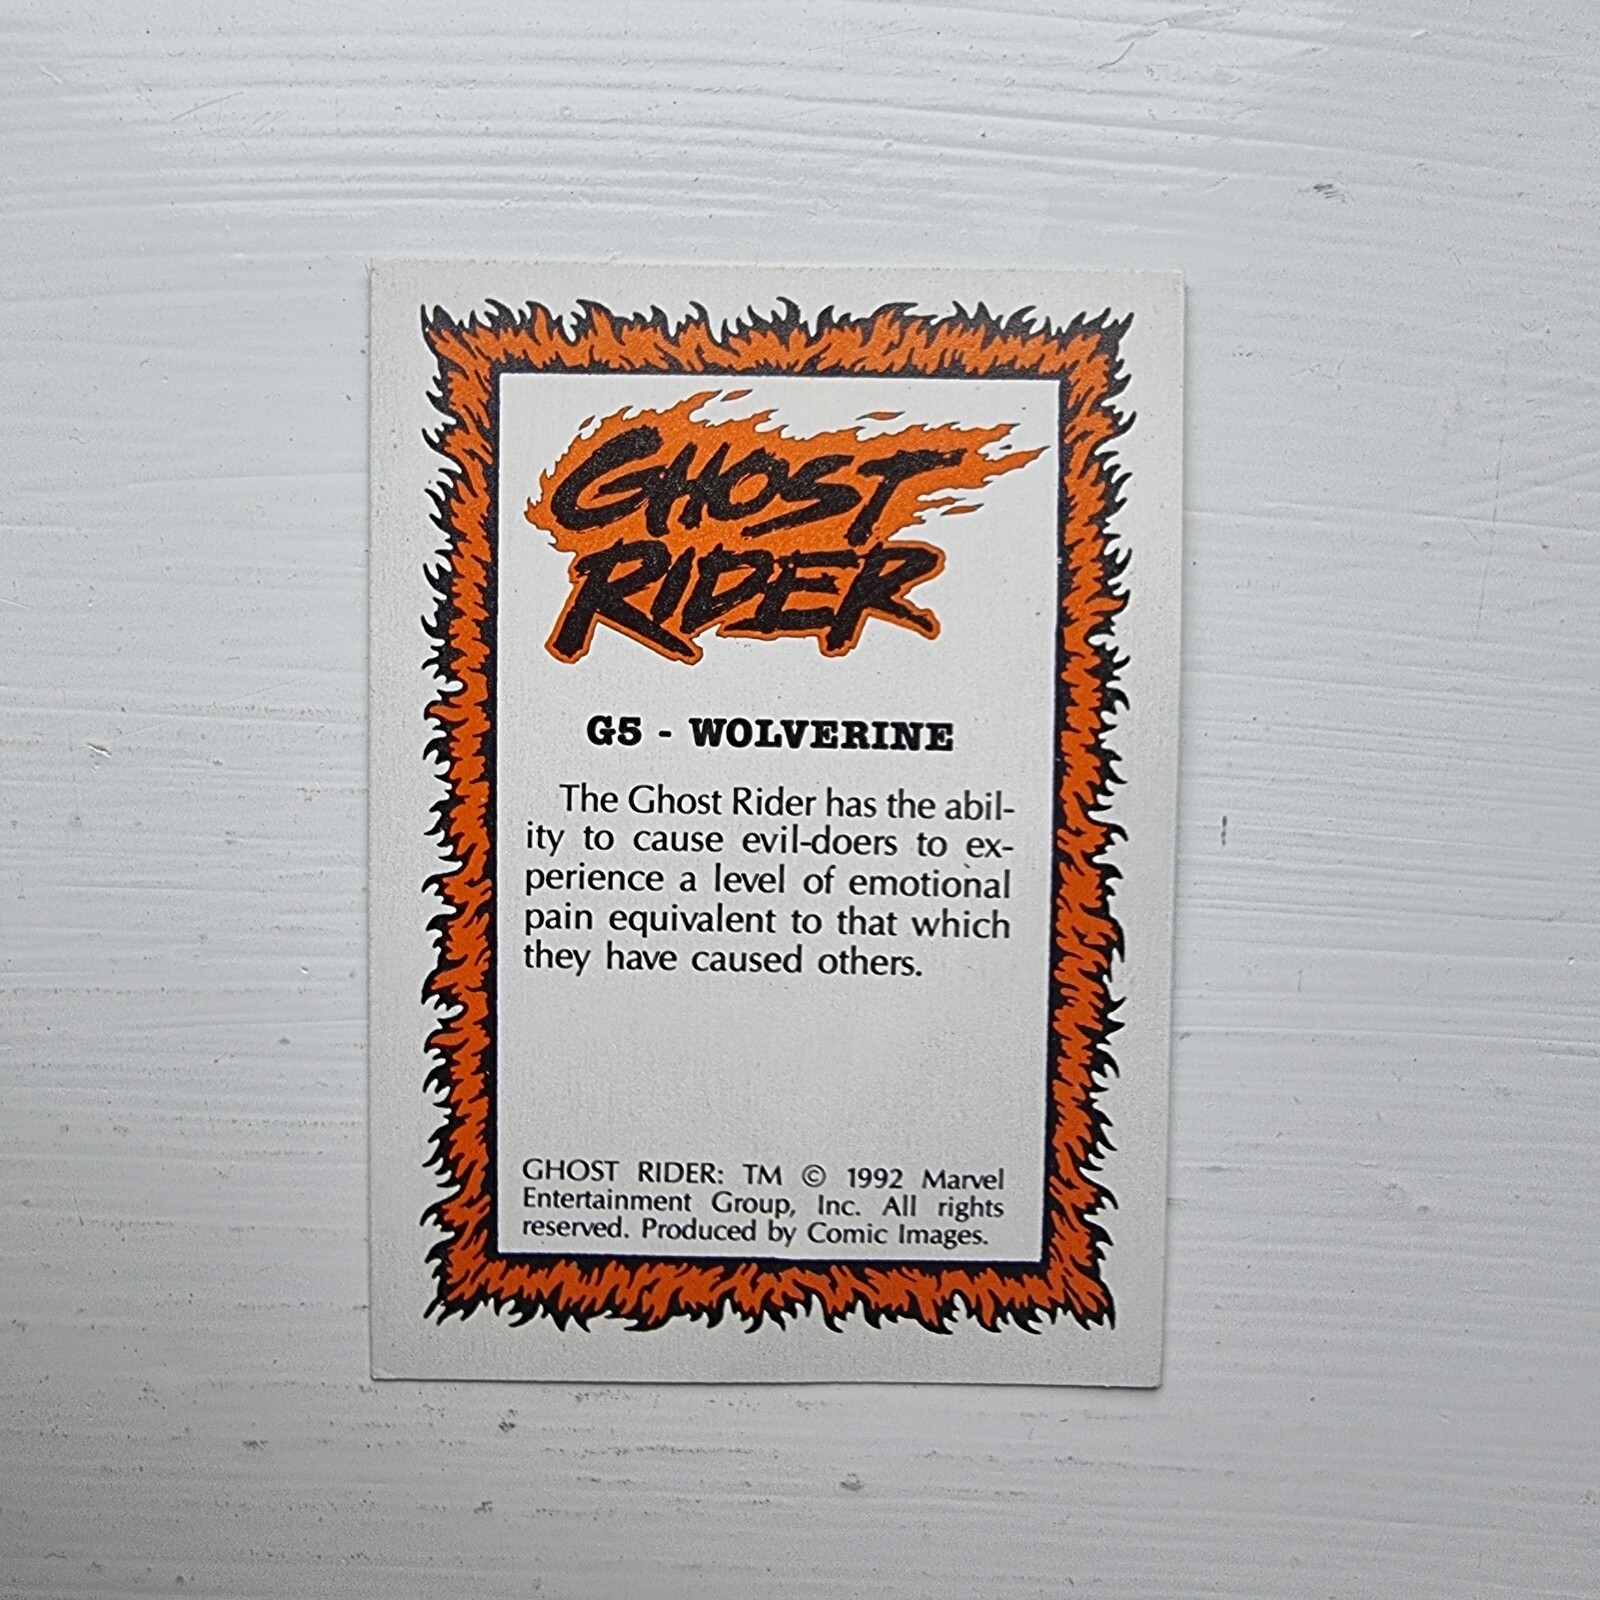 GHOST
RIDER
G5 - WOLVERINE
The Ghost Rider has the abil-
ity to cause evil-doers to ex-
perience a level of emotional
pain equivalent to that which
they have caused others.
GHOST RIDER: TM © 1992 Marvel
Entertainment Group, Inc. All rights
reserved. Produced by Comic Images.